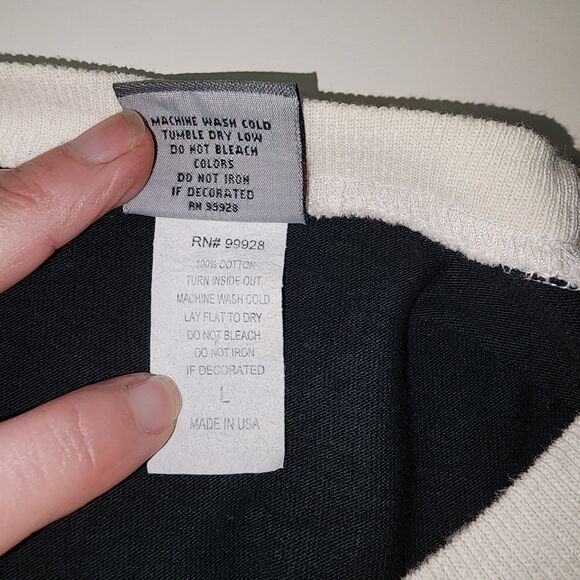 MACHINE WASH COLD
TUMBLE DRY LOW
DO NOT BLEACH
COLORS
DO NOT IRON
IF DECORATED
RN 99928
RN# 99928
100% COTTON
TURN INSIDE OUT
MACHINE WASH COLD
LAY FLAT TO DRY
DO NOT BLEACH
DO NOT IRON
IF DECORATED
L
MADE IN USA